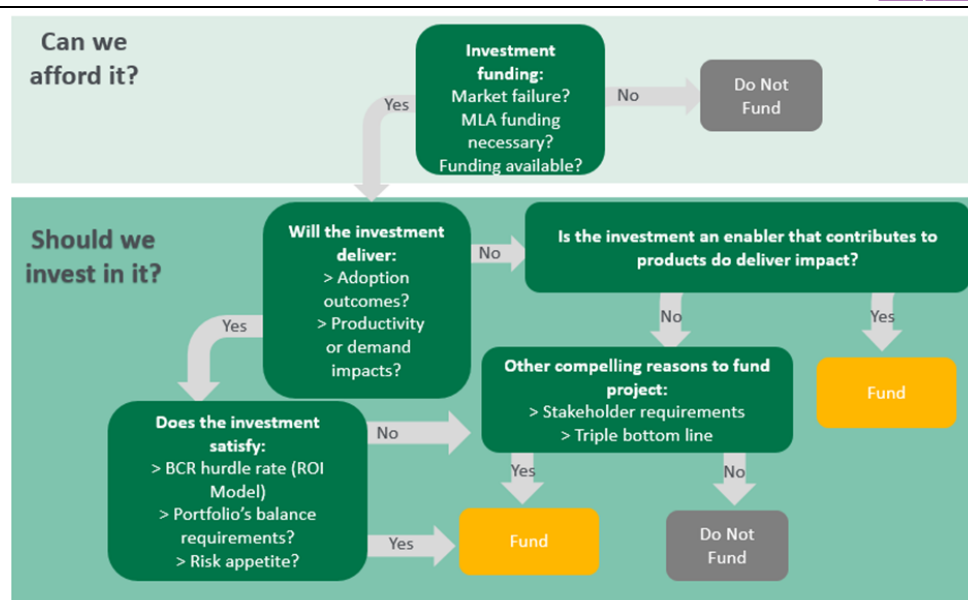 Can we
afford it?
Investment
funding:
Market failure?
MLA funding
necessary?
Funding available?
Yes
No
Do Not
Fund
Should we
invest in it?
Will the investment
deliver:
> Adoption
outcomes?
> Productivity
or demand
impacts?
No
Is the investment an enabler that contributes to
products do deliver impact?
Yes
No
Yes
Other compelling reasons to fund
project:
> Stakeholder requirements
> Triple bottom line
Fund
Does the investment
satisfy:
> BCR hurdle rate (ROI
Model)
> Portfolio's balance
requirements?
> Risk appetite?
No
Yes
Yes
No
Fund
Do Not
Fund